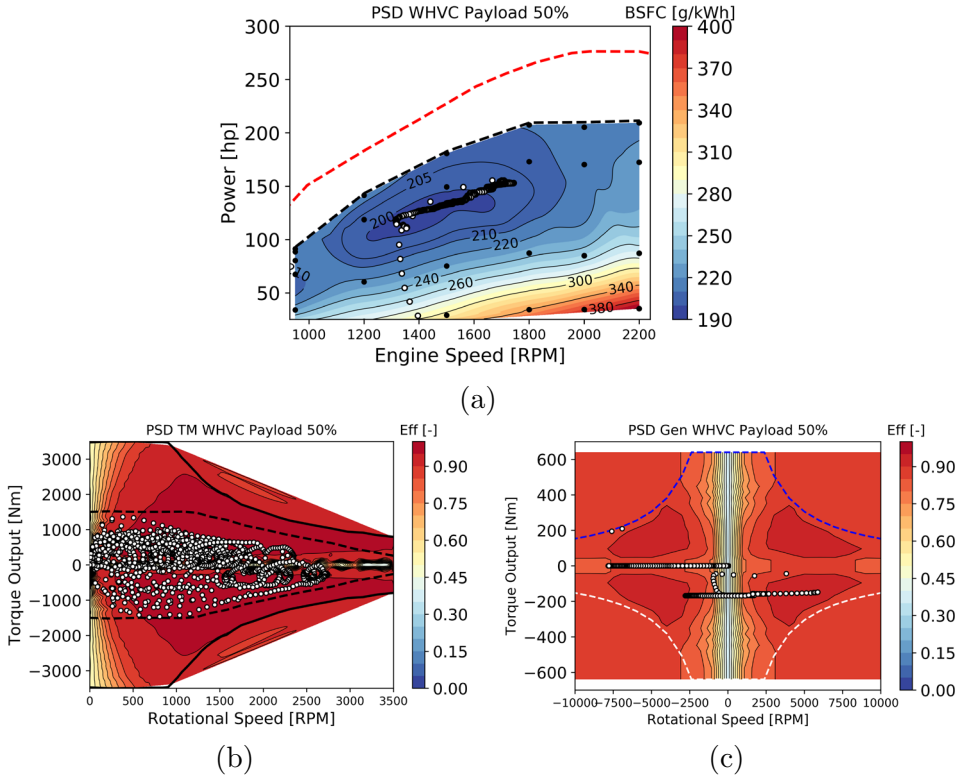 PSD WHVC Payload 50%
BSFC [g/kWh]
300
250
200
150
100
50
Power [hp]
205
200
210
220
240
260
300
340
380
10
1000 1200 1400 1600 1800 2000 2200
Engine Speed [RPM]
400
370
340
310
280
250
220
190
(a)
PSD TM WHVC Payload 50%
Eff [-]
3000
2000
1000
0
−1000
−2000
−3000
Torque Output [Nm]
0 500 1000 1500 2000 2500 3000 3500
Rotational Speed [RPM]
0.90
0.75
0.60
0.45
0.30
0.15
0.00
(b)
PSD Gen WHVC Payload 50%
Eff [-]
600
400
200
0
−200
−400
−600
Torque Output [Nm]
−10000 −7500 −5000 −2500 0 2500 5000 7500 10000
Rotational Speed [RPM]
0.90
0.75
0.60
0.45
0.30
0.15
0.00
(c)